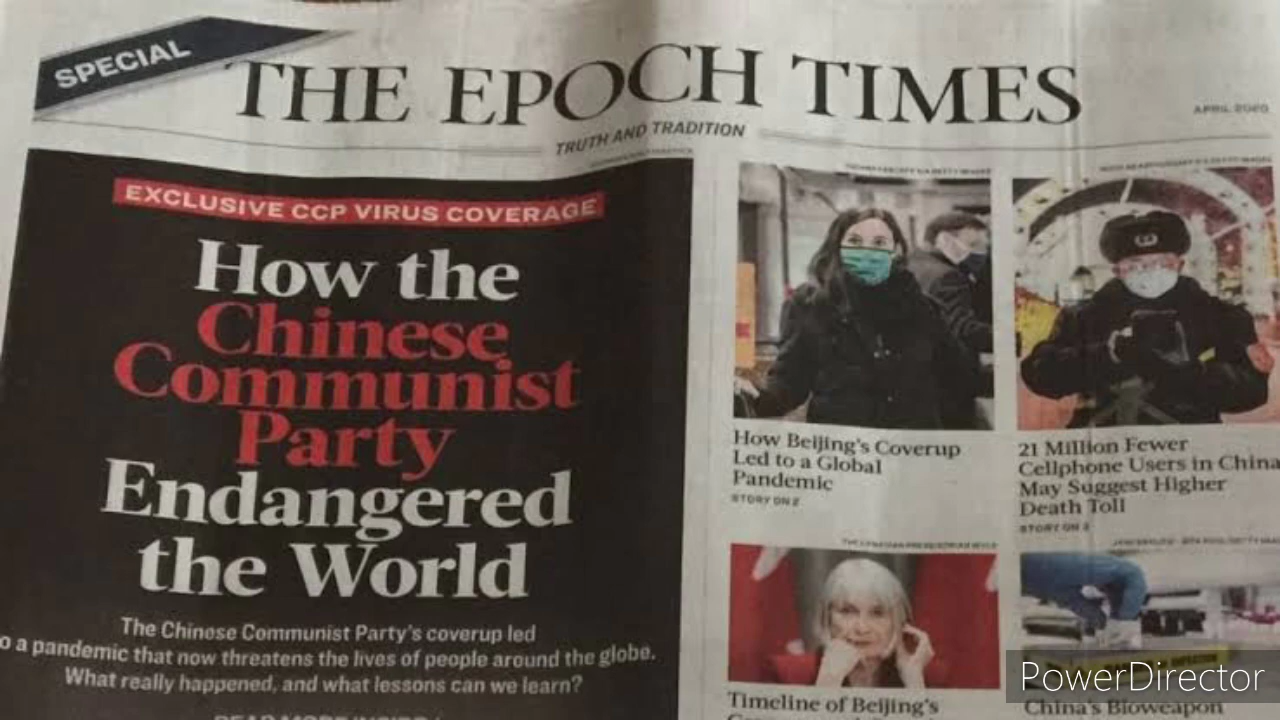 SPECIAL
THE EPOCH TIMES
APRIL 2020
TRUTH AND TRADITION
EXCLUSIVE CCP VIRUS COVERAGE
How the
Chinese
Communist
Party
Endangered
the World
The Chinese Communist Party's coverup led
o a pandemic that now threatens the lives of people around the globe.
What really happened, and what lessons can we learn?
How Beijing's Coverup
Led to a Global
Pandemic
STORY ON 2
21 Million Fewer
Cellphone Users in China
May Suggest Higher
Death Toll
STORY ON 3
Timeline of Beijing's
China's Bioweapon
PowerDirector